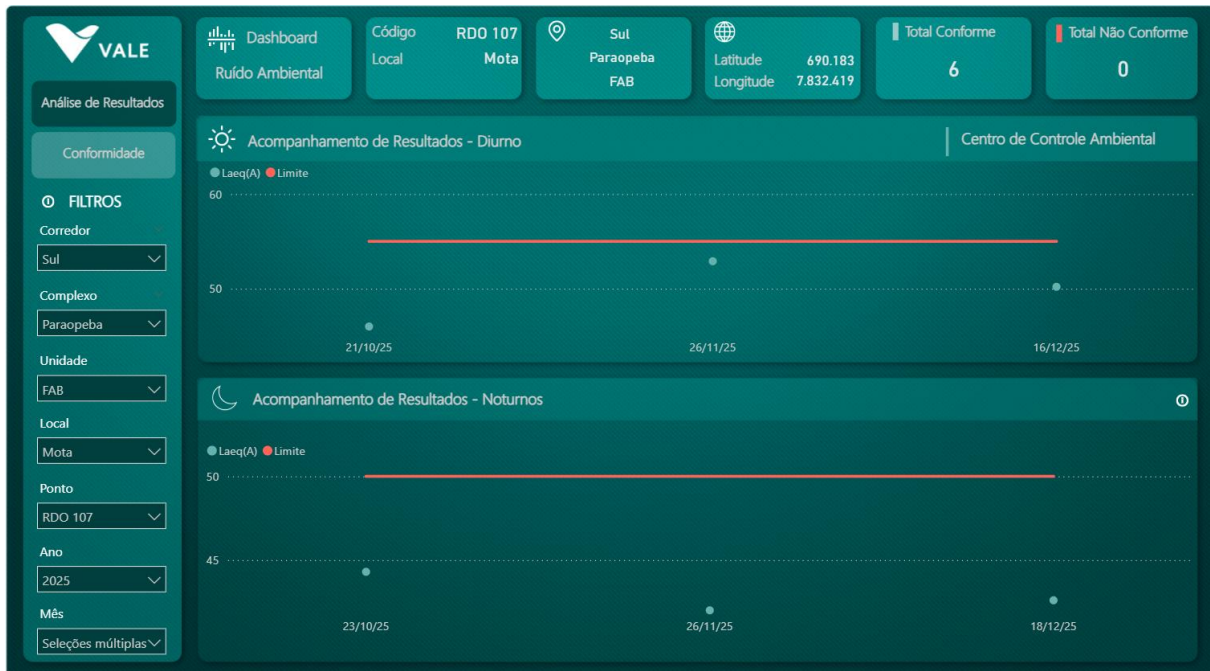 VALE
Análise de Resultados
Conformidade
FILTROS
Corredor
Sul
Complexo
Paraopeba
Unidade
FAB
Local
Mota
Ponto
RDO 107
Ano
2025
Mês
Seleções múltiplas
Dashboard
Ruído Ambiental
Código RDO 107
Local Mota
Sul
Paraopeba
FAB
Latitude 690.183
Longitude 7.832.419
Total Conforme
6
Total Não Conforme
0
Acompanhamento de Resultados - Diurno
Centro de Controle Ambiental
Laeq(A) Limite
60
50
21/10/25 26/11/25 16/12/25
Acompanhamento de Resultados - Noturnos
Laeq(A) Limite
50
45
23/10/25 26/11/25 18/12/25